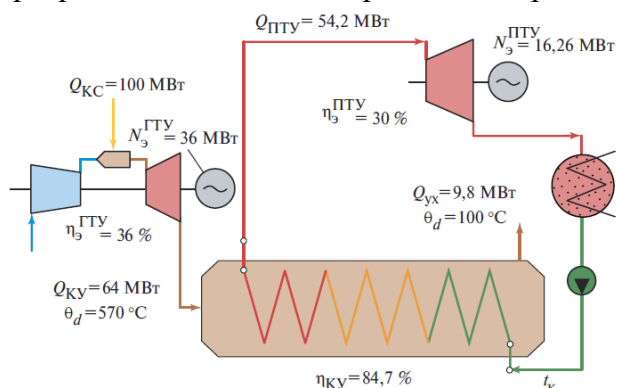 Q_ПТУ = 54,2 МВт
N_э^ПТУ = 16,26 МВт
Q_КС = 100 МВт
N_э^ГТУ = 36 МВт
η_э^ПТУ = 30 %
η_э^ГТУ = 36 %
Q_ух = 9,8 МВт
θ_d = 100 °C
Q_КУ = 64 МВт
θ_d = 570 °C
η_КУ = 84,7 %
t_к